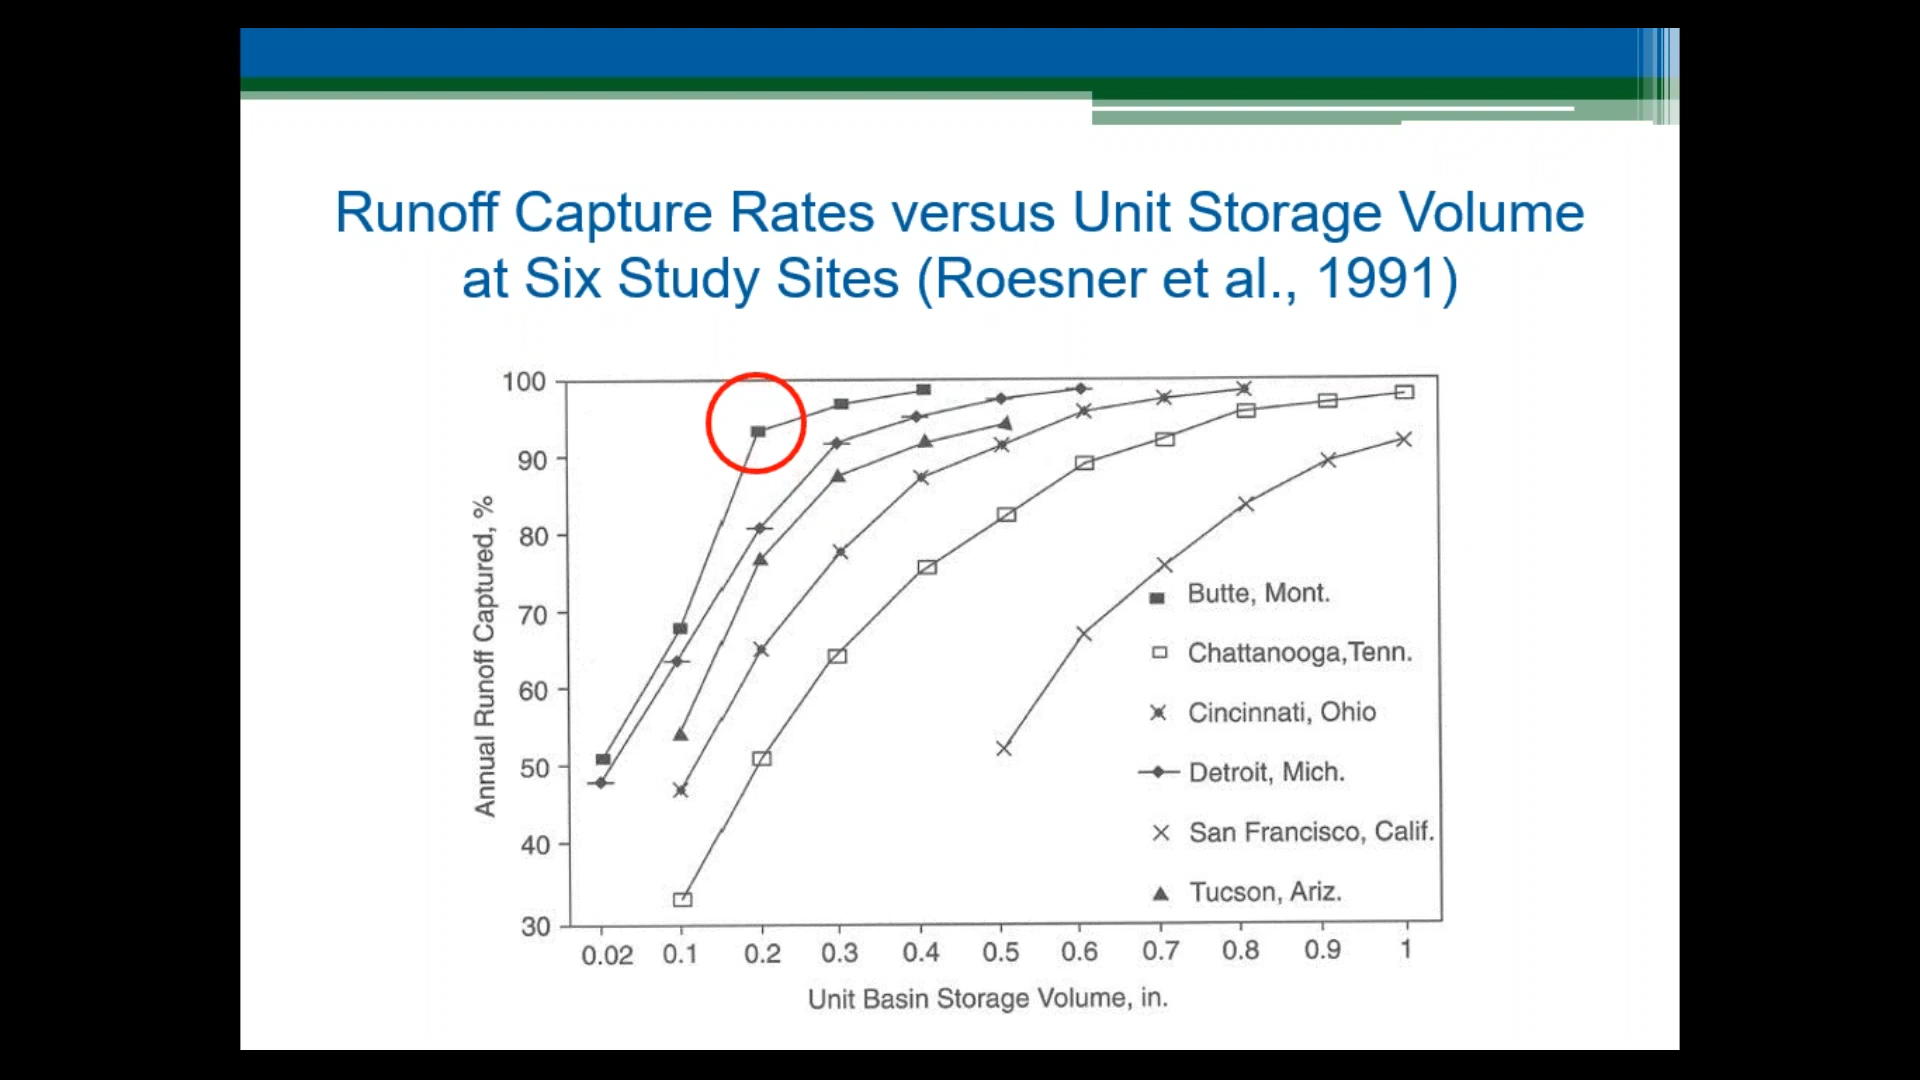 Runoff Capture Rates versus Unit Storage Volume
at Six Study Sites (Roesner et al., 1991)
100
90
80
70
60
50
40
30
Annual Runoff Captured, %
Butte, Mont.
Chattanooga,Tenn.
Cincinnati, Ohio
Detroit, Mich.
San Francisco, Calif.
Tucson, Ariz.
0.02 0.1 0.2 0.3 0.4 0.5 0.6 0.7 0.8 0.9 1
Unit Basin Storage Volume, in.